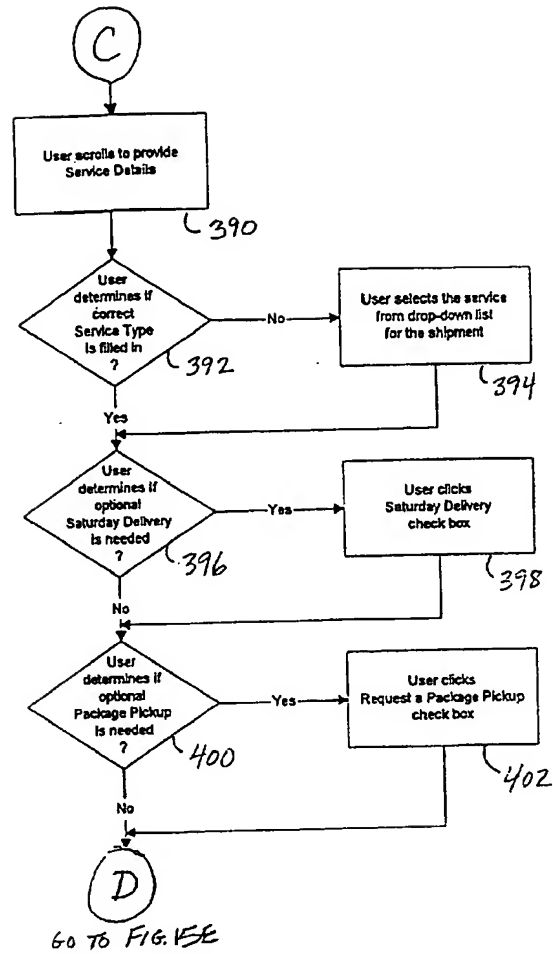 C
User scrolls to provide
Service Details
390
User
determines if
correct
Service Type
is filled in
?
392
No
User selects the service
from drop-down list
for the shipment
394
Yes
User
determines if
optional
Saturday Delivery
is needed
?
396
Yes
User clicks
Saturday Delivery
check box
398
No
User
determines if
optional
Package Pickup
is needed
?
400
Yes
User clicks
Request a Package Pickup
check box
402
No
D
GO TO FIG. 15E